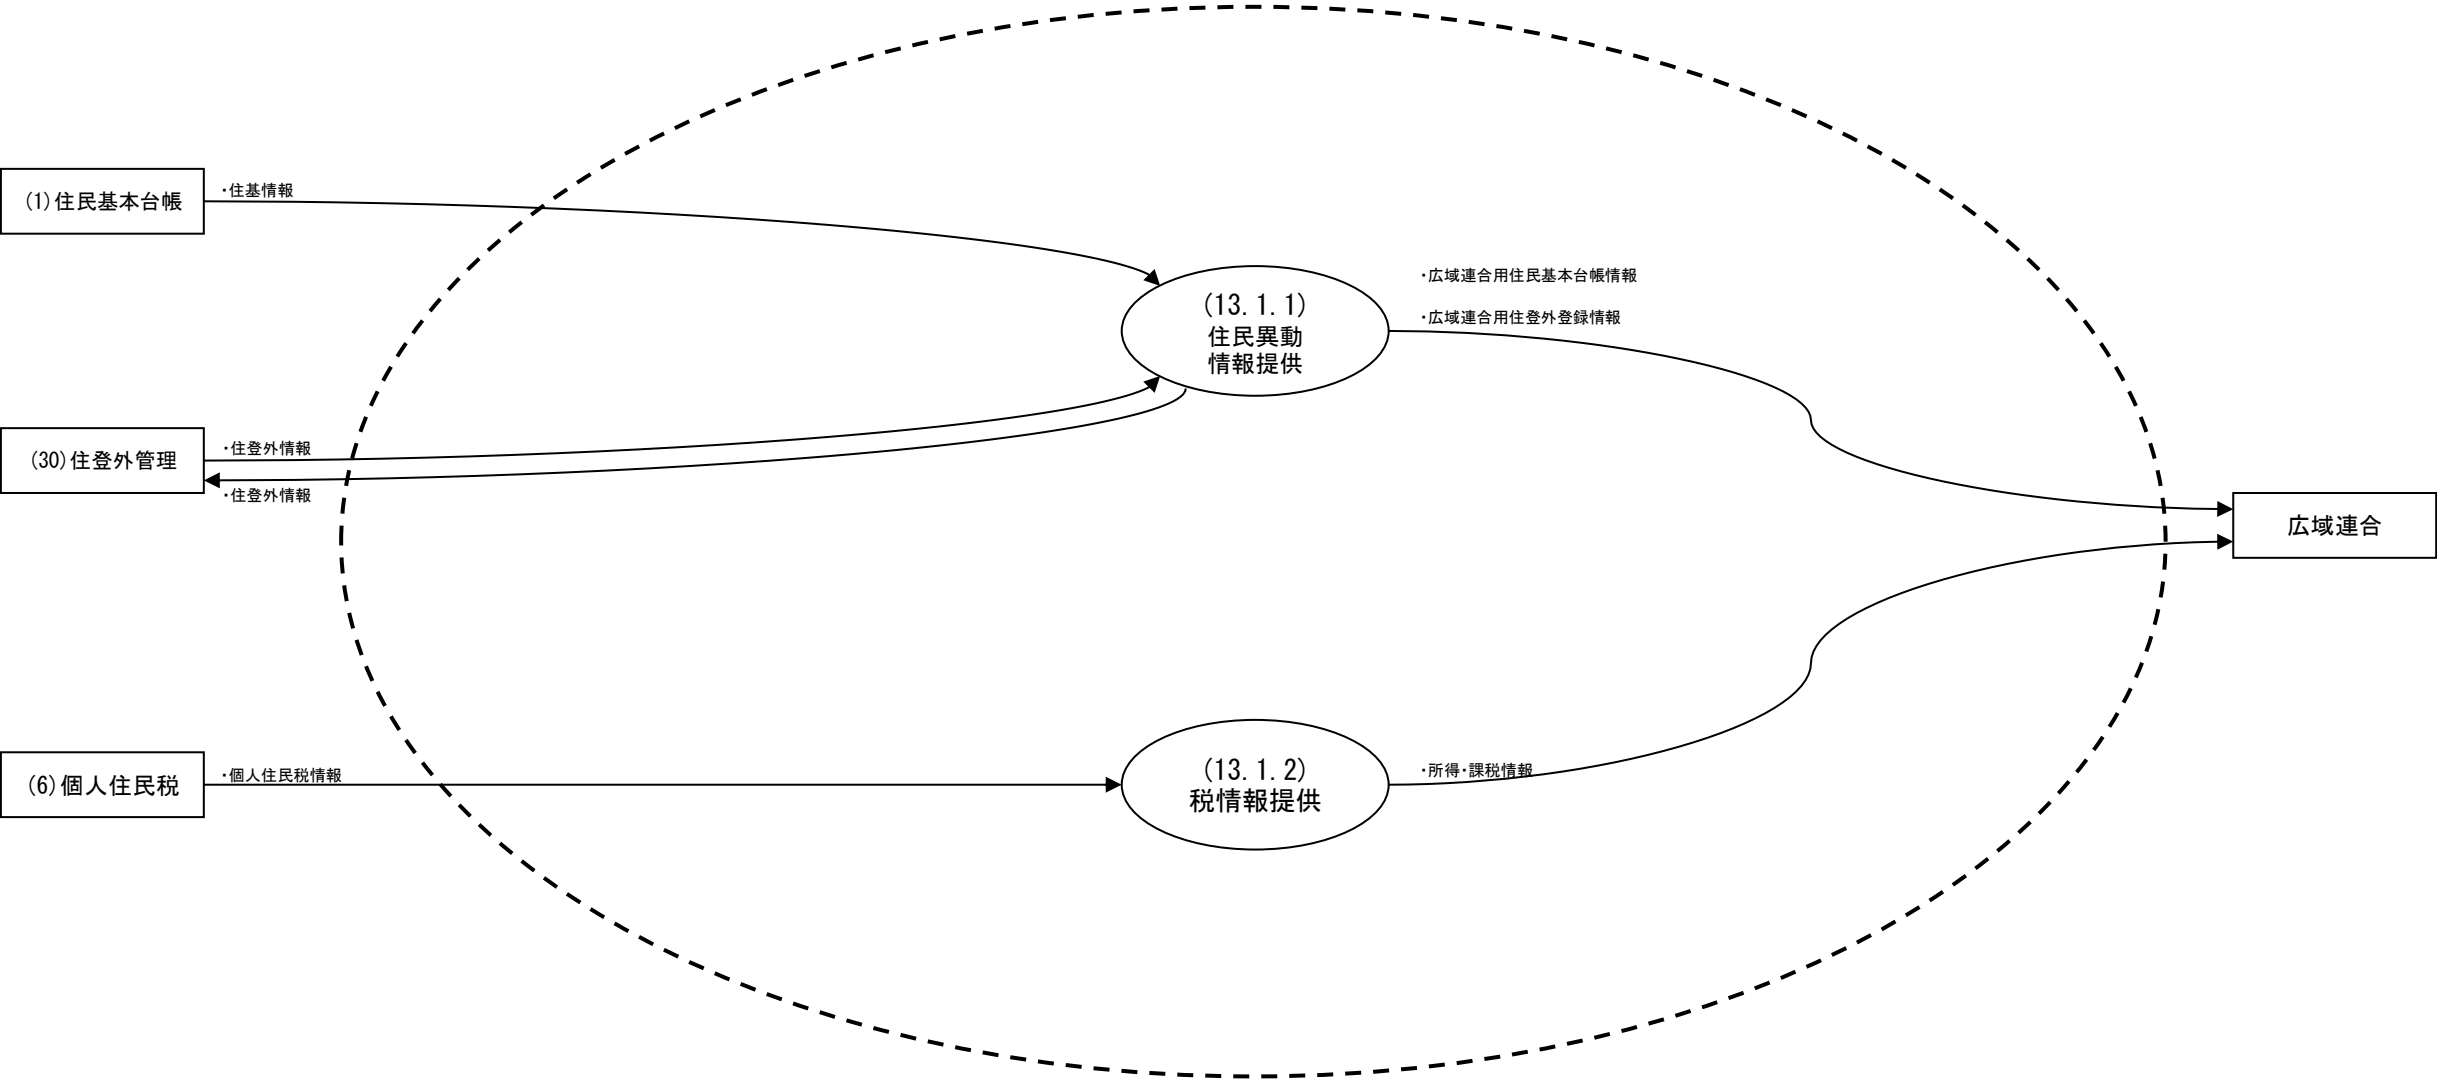 (1)住民基本台帳
・住基情報
(13.1.1)
住民異動
情報提供
・広域連合用住民基本台帳情報
・広域連合用住登外登録情報
(30)住登外管理
・住登外情報
・住登外情報
広域連合
(6)個人住民税
・個人住民税情報
(13.1.2)
税情報提供
・所得・課税情報